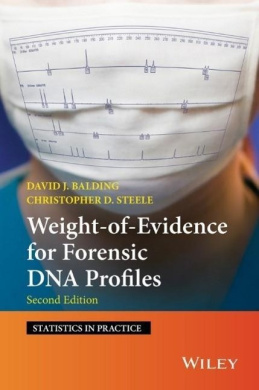 DAVID J. BALDING
CHRISTOPHER D. STEELE
Weight-of-Evidence
for Forensic
DNA Profiles
Second Edition
STATISTICS IN PRACTICE
WILEY